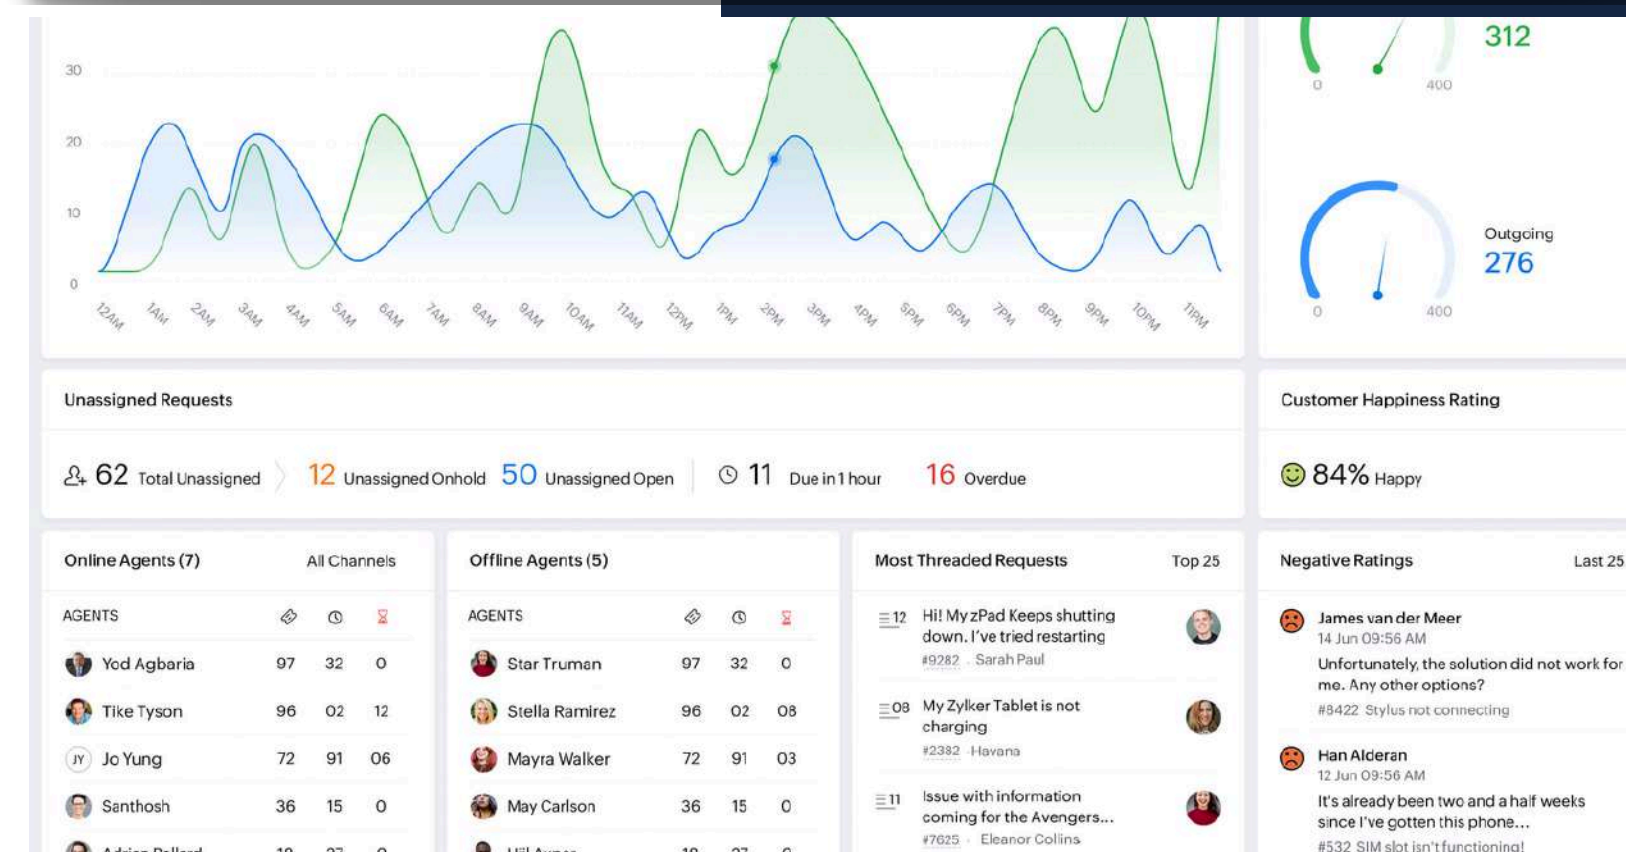 312
30
0
400
20
10
Outgoing
276
0
0
400
12AM 1AM 2AM 3AM 4AM 5AM 6AM 7AM 8AM 9AM 10AM 11AM 12PM 1PM 2PM 3PM 4PM 5PM 6PM 7PM 8PM 9PM 10PM 11PM
Unassigned Requests
62 Total Unassigned 12 Unassigned Onhold 50 Unassigned Open 11 Due in 1 hour 16 Overdue
Customer Happiness Rating
84% Happy
Online Agents (7) All Channels
AGENTS
Yod Agbaria 97 32 0
Tike Tyson 96 02 12
JY Jo Yung 72 91 06
Santhosh 36 15 0
Offline Agents (5)
AGENTS
Star Truman 97 32 0
Stella Ramirez 96 02 08
Mayra Walker 72 91 03
May Carlson 36 15 0
Most Threaded Requests Top 25
12 Hi! My zPad Keeps shutting
down. I've tried restarting
#9282 . Sarah Paul
08 My Zylker Tablet is not
charging
#2382 · Havana
11 Issue with information
coming for the Avengers...
#7625 · Eleanor Collins
Negative Ratings Last 25
James van der Meer
14 Jun 09:56 AM
Unfortunately, the solution did not work for
me. Any other options?
#8422 Stylus not connecting
Han Alderan
12 Jun 09:56 AM
It's already been two and a half weeks
since I've gotten this phone...
#532 SIM slot isn't functioning!